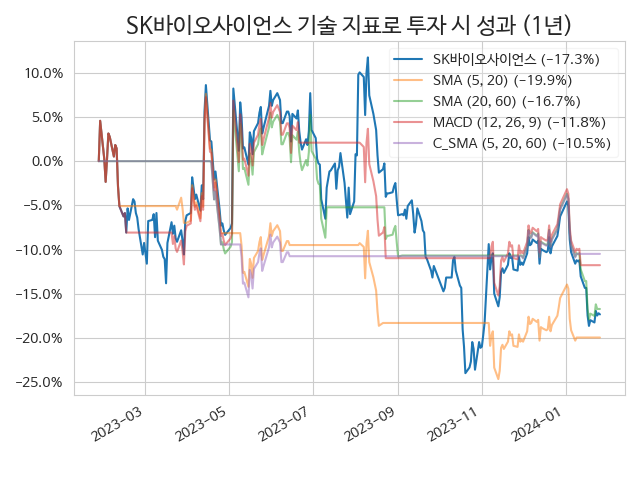 SK바이오사이언스 기술 지표로 투자 시 성과 (1년)
10.0%
5.0%
0.0%
−5.0%
−10.0%
−15.0%
−20.0%
−25.0%
SK바이오사이언스 (−17.3%)
SMA (5, 20) (−19.9%)
SMA (20, 60) (−16.7%)
MACD (12, 26, 9) (−11.8%)
C_SMA (5, 20, 60) (−10.5%)
2023−03
2023−05
2023−07
2023−09
2023−11
2024−01